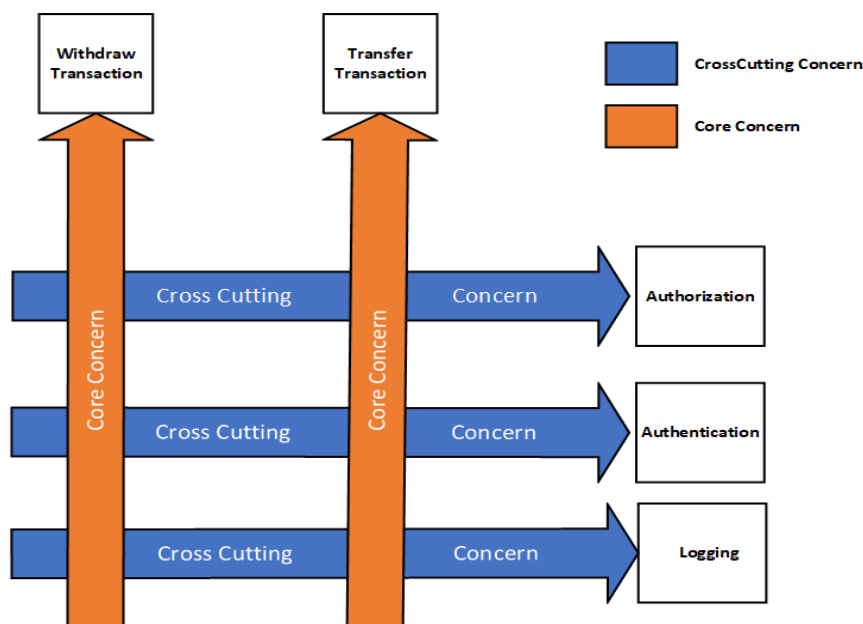 Withdraw
Transaction
Transfer
Transaction
CrossCutting Concern
Core Concern
Cross Cutting Concern
Authorization
Core Concern
Core Concern
Cross Cutting Concern
Authentication
Cross Cutting Concern
Logging